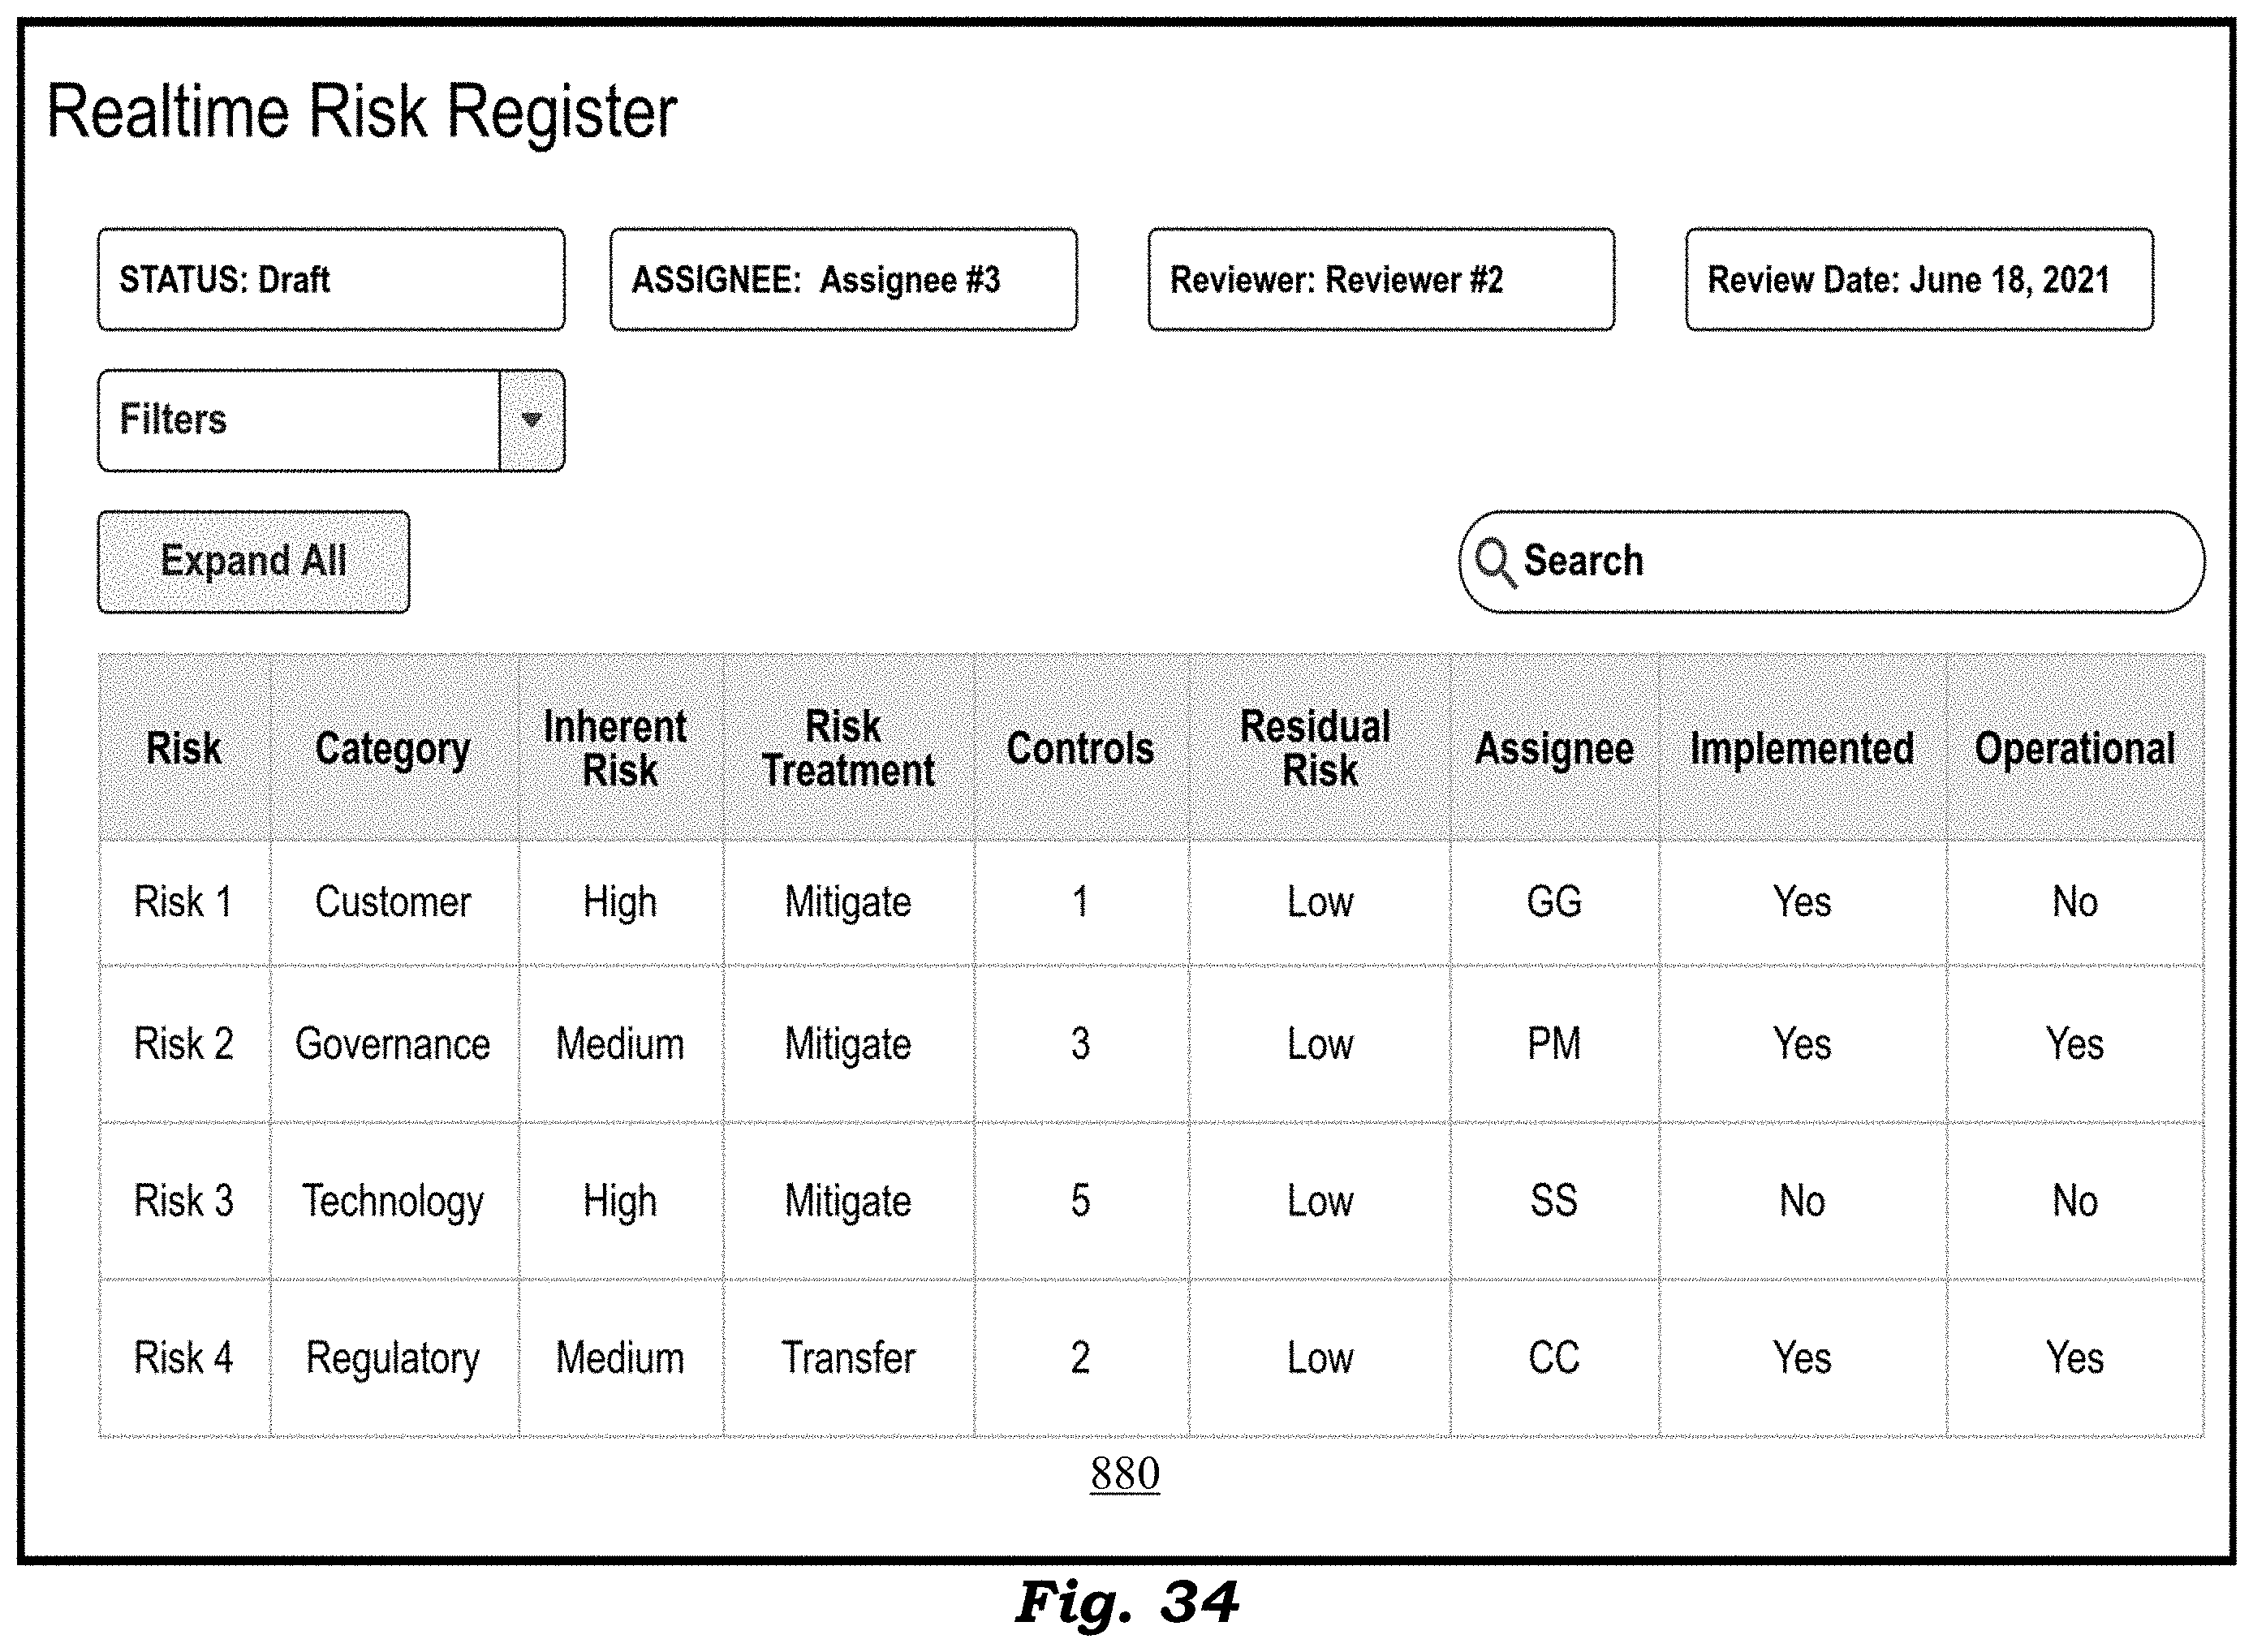 Realtime Risk Register
STATUS: Draft
ASSIGNEE: Assignee #3
Reviewer: Reviewer #2
Review Date: June 18, 2021
Filters
Expand All
Search
Risk Category Inherent Risk Risk Treatment Controls Residual Risk Assignee Implemented Operational
Risk 1 Customer High Mitigate 1 Low GG Yes No
Risk 2 Governance Medium Mitigate 3 Low PM Yes Yes
Risk 3 Technology High Mitigate 5 Low SS No No
Risk 4 Regulatory Medium Transfer 2 Low CC Yes Yes
880
Fig. 34